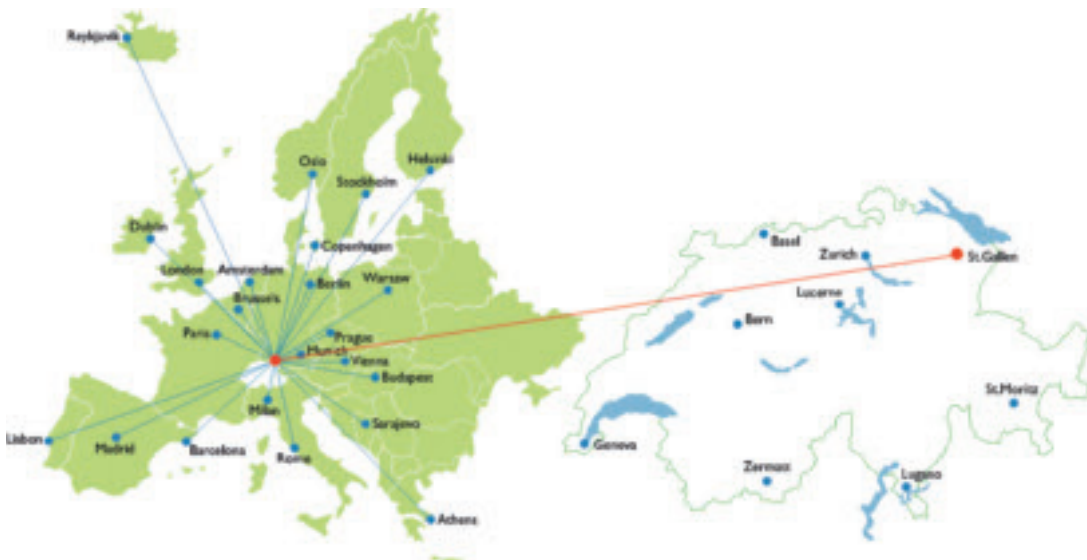 Reykjavik
Oslo
Helsinki
Stockholm
Dublin
Copenhagen
London
Amsterdam
Berlin
Warsaw
Brussels
Paris
Prague
Munich
Vienna
Budapest
Milan
Sarajevo
Lisbon
Madrid
Barcelona
Rome
Athens
Basel
Zurich
St.Gallen
Lucerne
Bern
St.Moritz
Geneva
Zermatt
Lugano